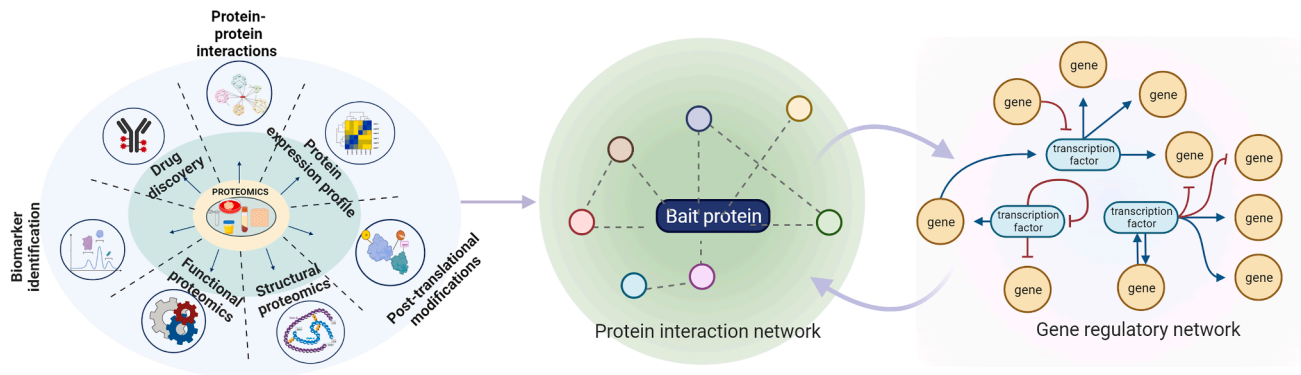 Protein-
protein
interactions
Drug
discovery
Protein
expression profile
PROTEOMICS
Biomarker
identification
Functional
proteomics
Structural
proteomics
Post-translational
modifications
Bait protein
Protein interaction network
gene
gene
gene
transcription
factor
gene
gene
gene
transcription
factor
transcription
factor
gene
gene
gene
gene
Gene regulatory network